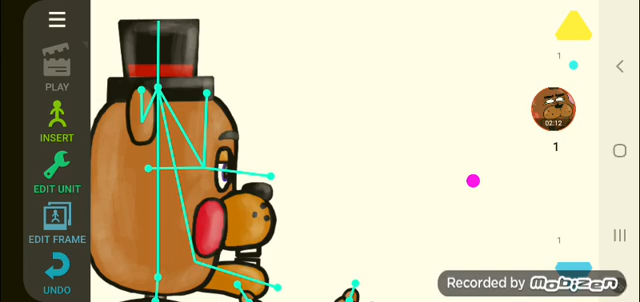 PLAY
INSERT
EDIT UNIT
EDIT FRAME
UNDO
1
02:12
1
1
Recorded by Mobizen